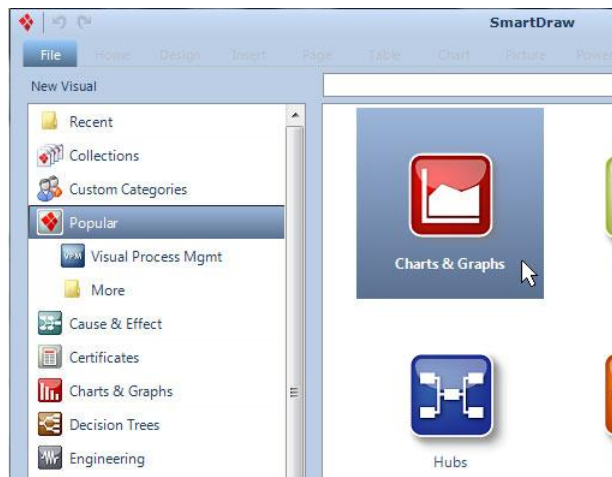 SmartDraw
File Home Design Insert Page Table Chart Picture Power
New Visual
Recent
Collections
Custom Categories
Popular
VPM Visual Process Mgmt
More
Cause & Effect
Certificates
Charts & Graphs
Decision Trees
Engineering
Charts & Graphs
Hubs